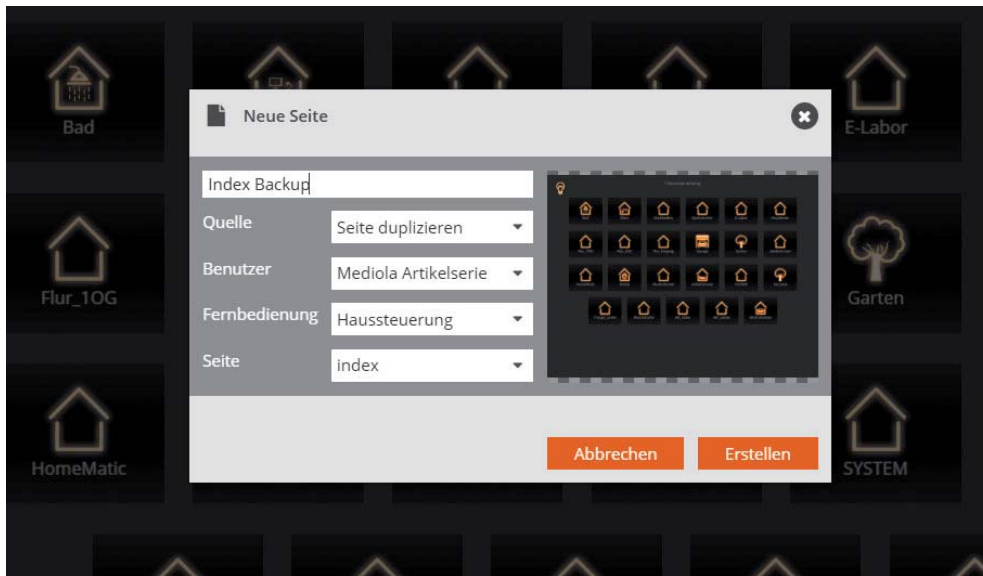 Bad
E-Labor
Neue Seite
Index Backup
Quelle
Seite duplizieren
Benutzer
Mediola Artikelserie
Fernbedienung
Haussteuerung
Seite
index
Flur_1OG
Garten
Abbrechen
Erstellen
HomeMatic
SYSTEM